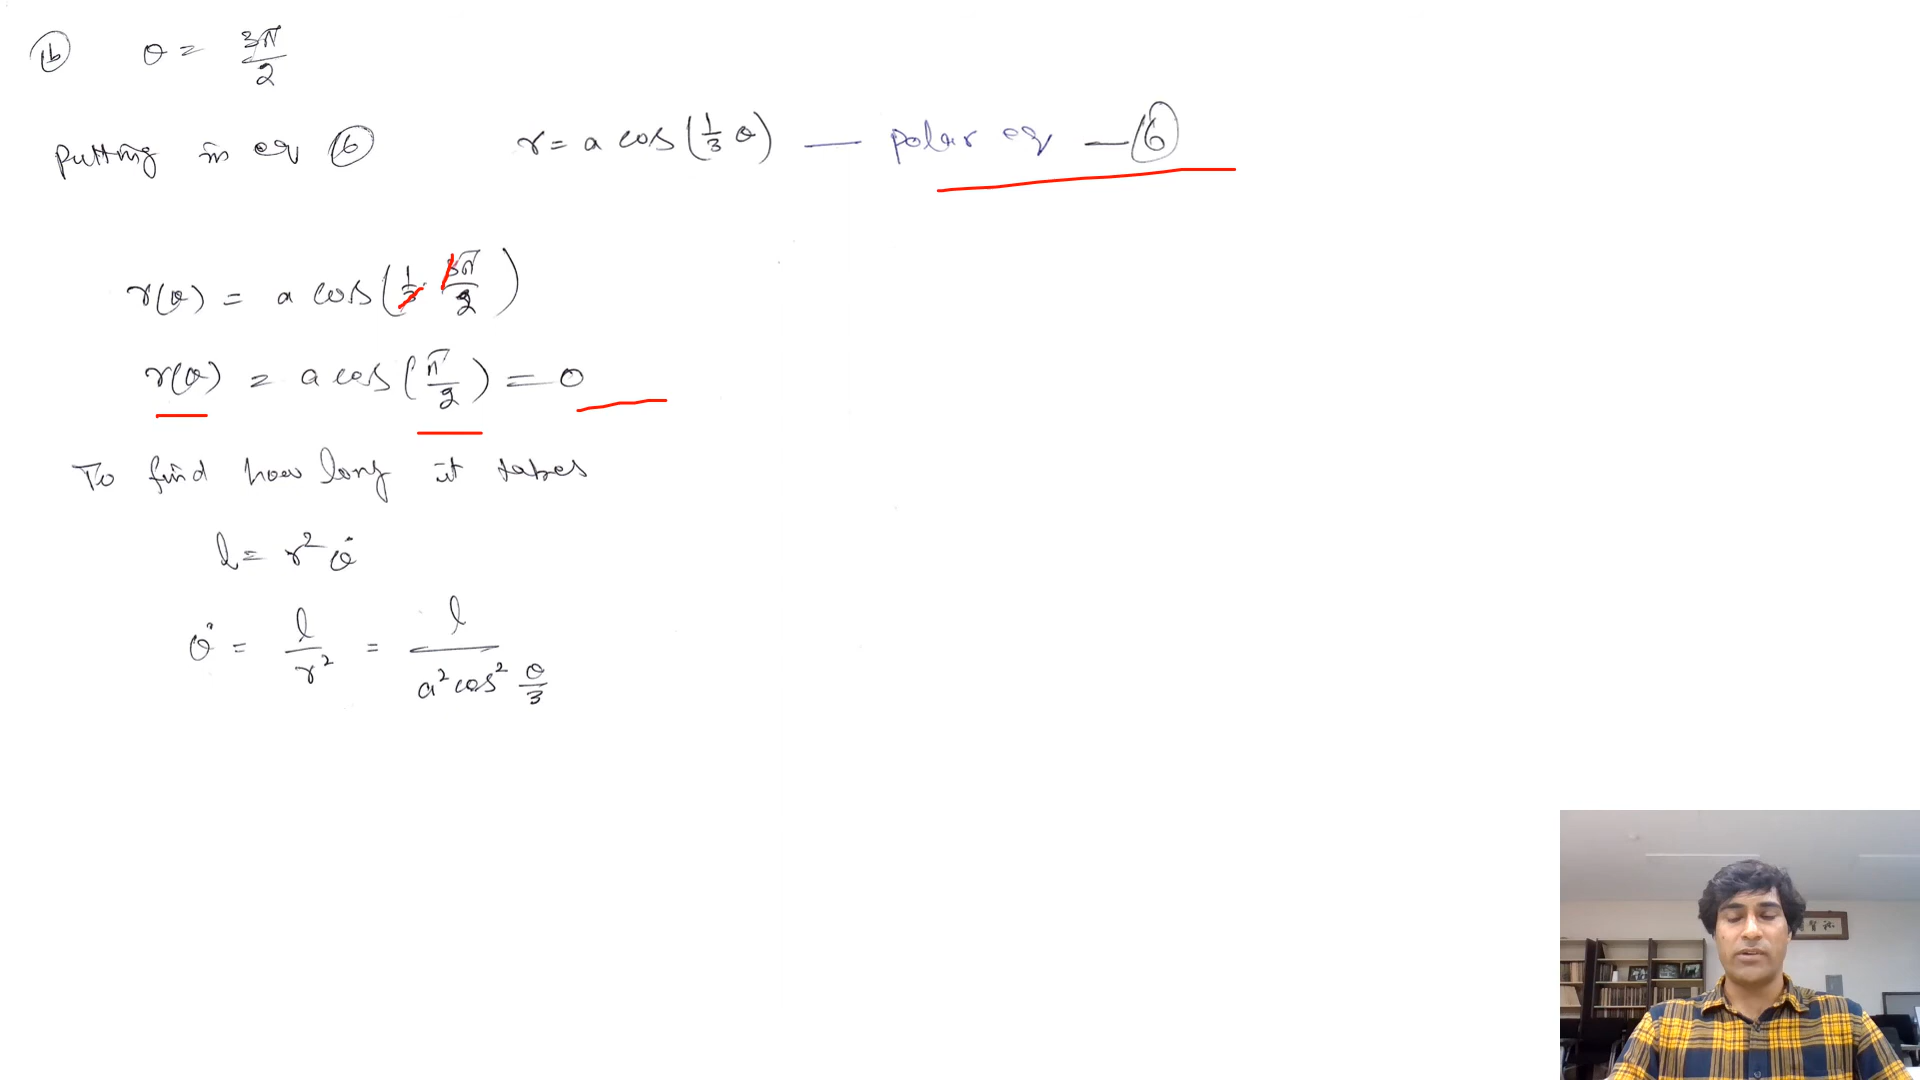 (b) θ = 3π/2
Putting in eq (6) r = a cos(1/3 θ) — polar eq — (6)
r(θ) = a cos(1/3 · 3π/2)
r(θ) = a cos(π/2) = 0
To find how long it takes
l = r² θ̇
θ̇ = l/r² = l/(a² cos² θ/3)